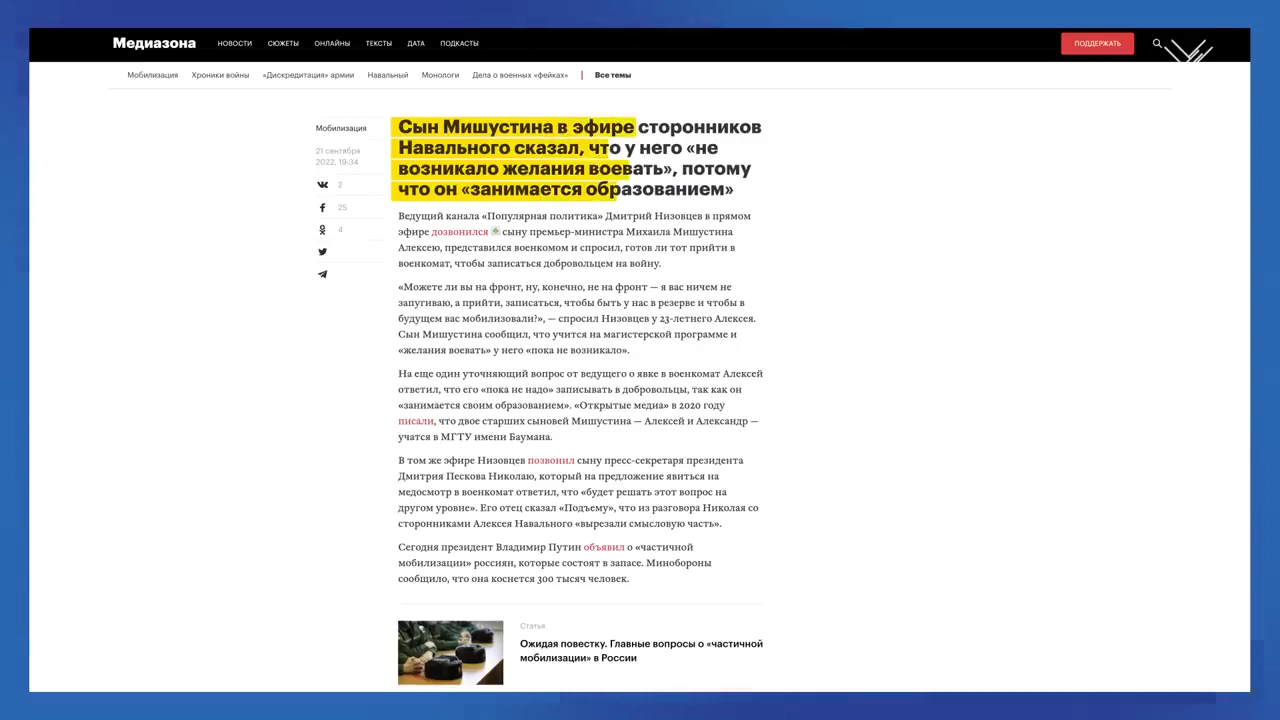 Медиазона
НОВОСТИ СЮЖЕТЫ ОНЛАЙНЫ ТЕКСТЫ ДАТА ПОДКАСТЫ
ПОДДЕРЖАТЬ
Мобилизация Хроники войны «Дискредитация» армии Навальный Монологи Дела о военных «фейках» Все темы
Мобилизация
21 сентября
2022, 19:34
2
25
4
Сын Мишустина в эфире сторонников
Навального сказал, что у него «не
возникало желания воевать», потому
что он «занимается образованием»
Ведущий канала «Популярная политика» Дмитрий Низовцев в прямом
эфире дозвонился сыну премьер-министра Михаила Мишустина
Алексею, представился военкомом и спросил, готов ли тот прийти в
военкомат, чтобы записаться добровольцем на войну.
«Можете ли вы на фронт, ну, конечно, не на фронт — я вас ничем не
запугиваю, а прийти, записаться, чтобы быть у нас в резерве и чтобы в
будущем вас мобилизовали?», — спросил Низовцев у 23-летнего Алексея.
Сын Мишустина сообщил, что учится на магистерской программе и
«желания воевать» у него «пока не возникало».
На еще один уточняющий вопрос от ведущего о явке в военкомат Алексей
ответил, что его «пока не надо» записывать в добровольцы, так как он
«занимается своим образованием». «Открытые медиа» в 2020 году
писали, что двое старших сыновей Мишустина — Алексей и Александр —
учатся в МГТУ имени Баумана.
В том же эфире Низовцев позвонил сыну пресс-секретаря президента
Дмитрия Пескова Николаю, который на предложение явиться на
медосмотр в военкомат ответил, что «будет решать этот вопрос на
другом уровне». Его отец сказал «Подъему», что из разговора Николая со
сторонниками Алексея Навального «вырезали смысловую часть».
Сегодня президент Владимир Путин объявил о «частичной
мобилизации» россиян, которые состоят в запасе. Минобороны
сообщило, что она коснется 300 тысяч человек.
Статья
Ожидая повестку. Главные вопросы о «частичной
мобилизации» в России